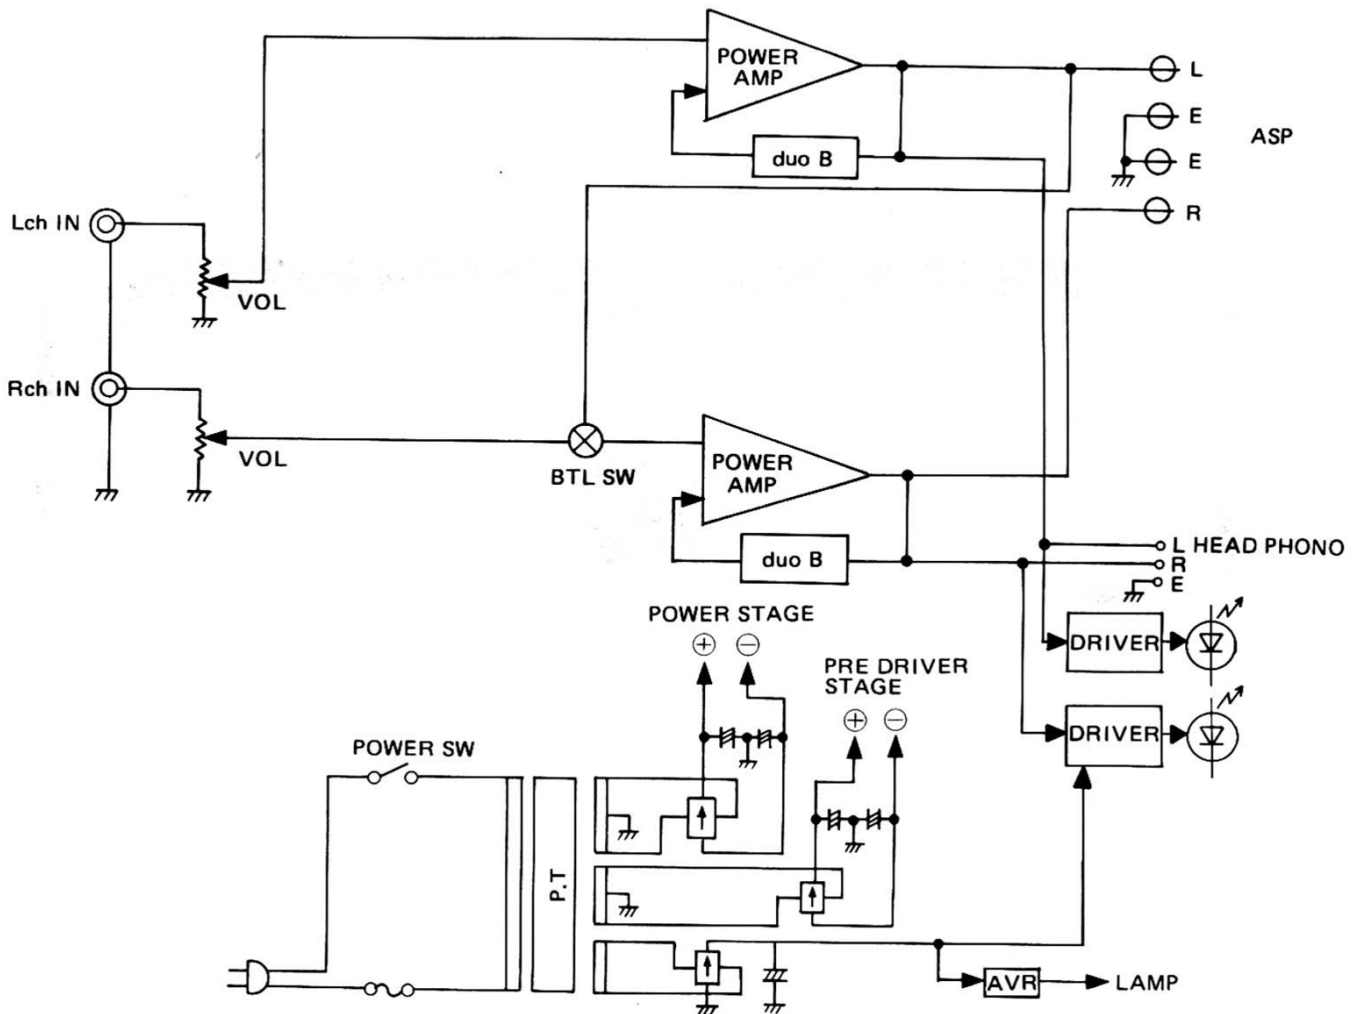 POWER
AMP
L
E
ASP
duo B
E
R
Lch IN
VOL
Rch IN
VOL
BTL SW
POWER
AMP
duo B
L HEAD PHONO
R
E
POWER STAGE
+ −
DRIVER
PRE DRIVER
STAGE
+ −
DRIVER
POWER SW
P.T
AVR
LAMP